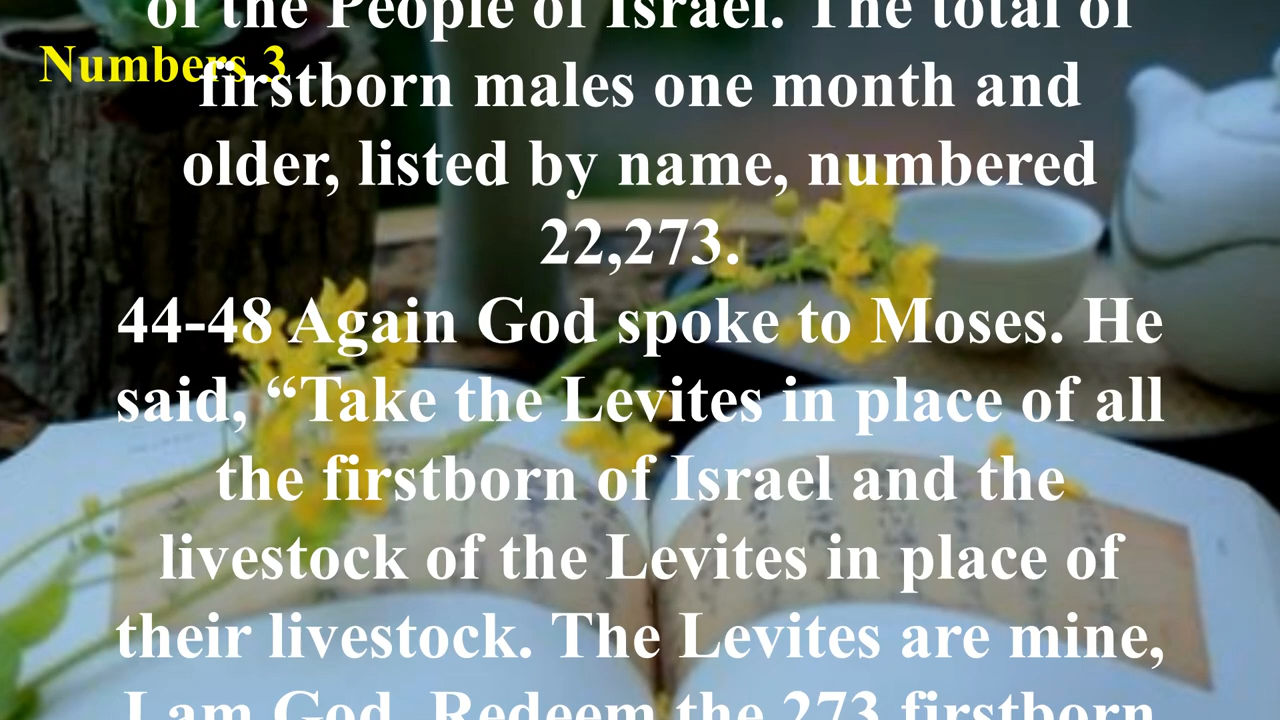 of the People of Israel. The total of
Numbers 3
firstborn males one month and
older, listed by name, numbered
22,273.
44-48 Again God spoke to Moses. He
said, “Take the Levites in place of all
the firstborn of Israel and the
livestock of the Levites in place of
their livestock. The Levites are mine,
I am God. Redeem the 273 firstborn